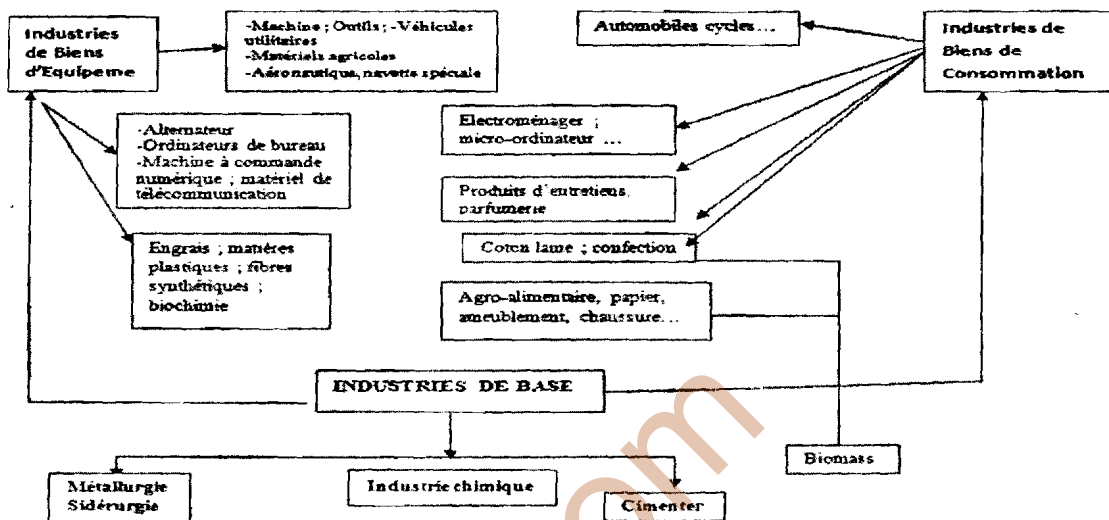 Industries
de Biens
d'Equipeme
-Machine ; Outils ; -Véhicules
utilitaires
-Matériels agricoles
-Aéronautique, navette spéciale
Automobiles cycles...
Industries de
Biens de
Consommation
-Alternateur
-Ordinateurs de bureau
-Machine à commande
numérique ; matériel de
télécommunication
Electroménager ;
micro-ordinateur ...
Produits d'entretiens,
parfumerie
Engrais ; matières
plastiques ; fibres
synthétiques ;
biochimie
Coton laine ; confection
Agro-alimentaire, papier,
ameublement, chaussure...
INDUSTRIES DE BASE
Biomass
Métallurgie
Sidérurgie
Industrie chimique
Cimenter
om